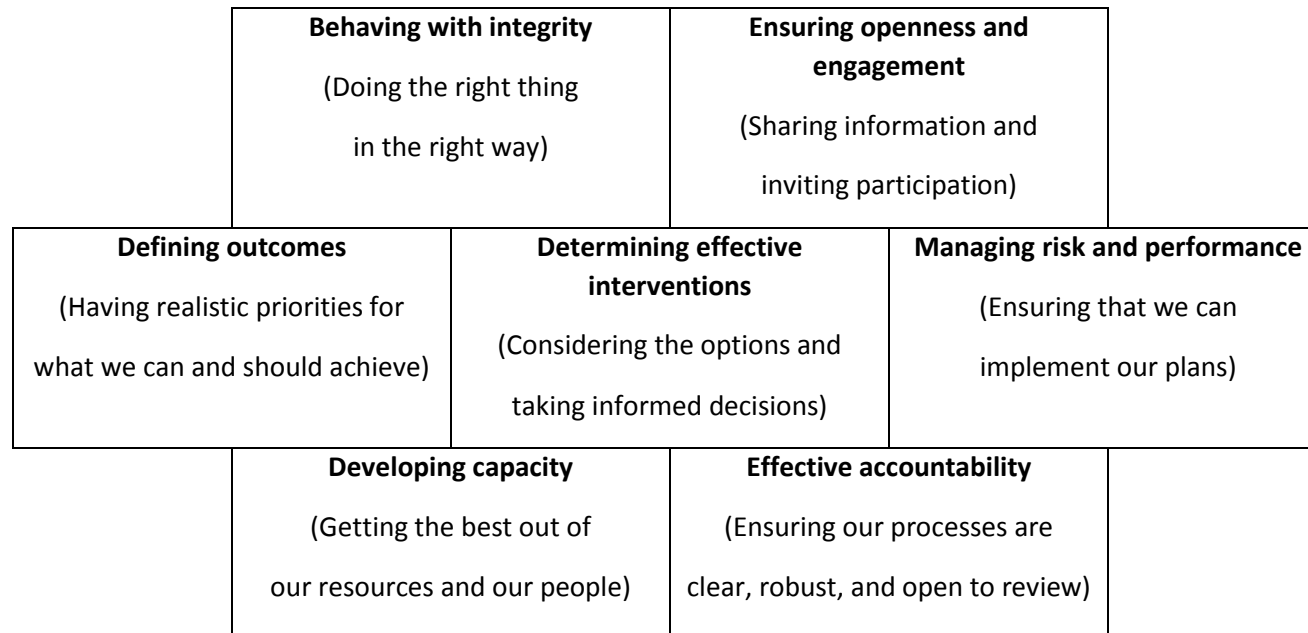 Behaving with integrity
(Doing the right thing
in the right way)
Ensuring openness and
engagement
(Sharing information and
inviting participation)
Defining outcomes
(Having realistic priorities for
what we can and should achieve)
Determining effective
interventions
(Considering the options and
taking informed decisions)
Managing risk and performance
(Ensuring that we can
implement our plans)
Developing capacity
(Getting the best out of
our resources and our people)
Effective accountability
(Ensuring our processes are
clear, robust, and open to review)